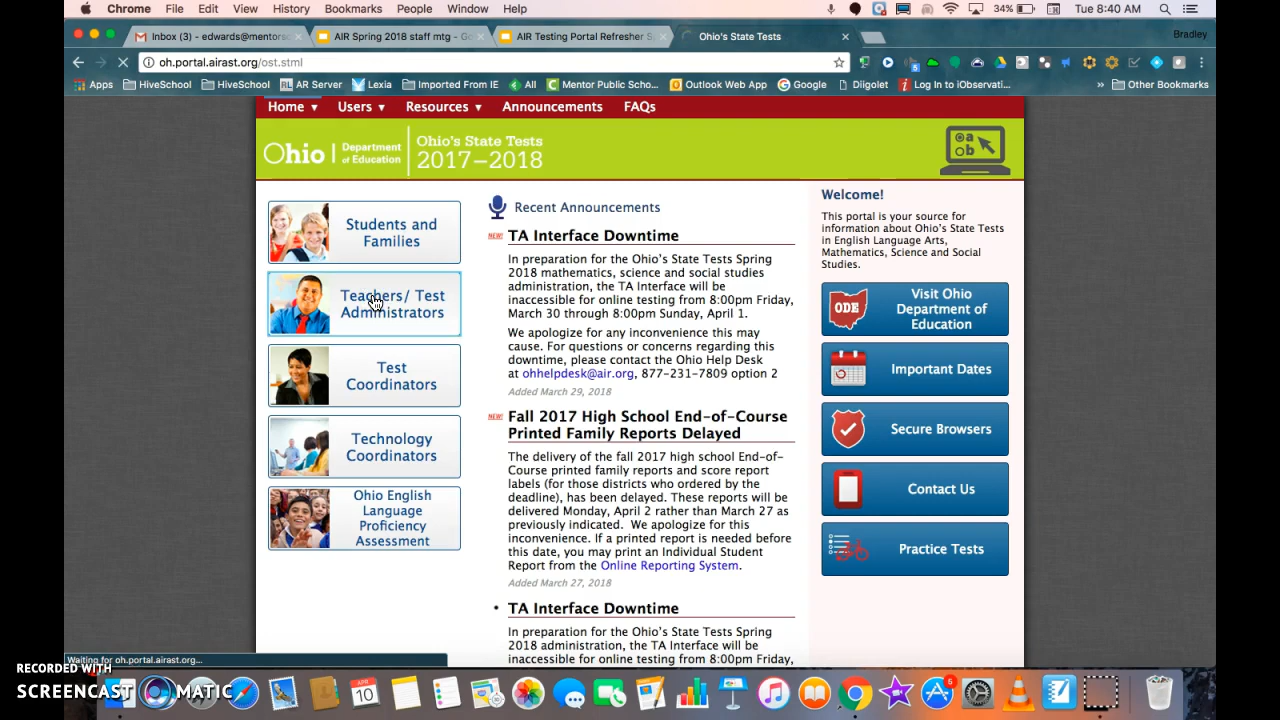 Chrome File Edit View History Bookmarks People Window Help 34% Tue 8:40 AM
Inbox (3) - edwards@mentors AIR Spring 2018 staff mtg - Go AIR Testing Portal Refresher S Ohio's State Tests Bradley
oh.portal.airast.org/ost.stml
Apps HiveSchool HiveSchool AR Server Lexia Imported From IE All Mentor Public Scho... Outlook Web App Google Diigolet Log In to iObservati... » Other Bookmarks
Home ▾ Users ▾ Resources ▾ Announcements FAQs
Ohio Department of Education
Ohio's State Tests
2017–2018
Students and
Families
Teachers/ Test
Administrators
Test
Coordinators
Technology
Coordinators
Ohio English
Language
Proficiency
Assessment
Recent Announcements
NEW! TA Interface Downtime
In preparation for the Ohio's State Tests Spring
2018 mathematics, science and social studies
administration, the TA Interface will be
inaccessible for online testing from 8:00pm Friday,
March 30 through 8:00pm Sunday, April 1.
We apologize for any inconvenience this may
cause. For questions or concerns regarding this
downtime, please contact the Ohio Help Desk
at ohhelpdesk@air.org, 877-231-7809 option 2
Added March 29, 2018
NEW! Fall 2017 High School End-of-Course
Printed Family Reports Delayed
The delivery of the fall 2017 high school End-of-
Course printed family reports and score report
labels (for those districts who ordered by the
deadline), has been delayed. These reports will be
delivered Monday, April 2 rather than March 27 as
previously indicated. We apologize for this
inconvenience. If a printed report is needed before
this date, you may print an Individual Student
Report from the Online Reporting System.
Added March 27, 2018
• TA Interface Downtime
In preparation for the Ohio's State Tests Spring
2018 administration, the TA Interface will be
inaccessible for online testing from 8:00pm Friday,
Welcome!
This portal is your source for
information about Ohio's State Tests
in English Language Arts,
Mathematics, Science and Social
Studies.
ODE
Visit Ohio
Department of
Education
Important Dates
Secure Browsers
Contact Us
Practice Tests
Waiting for oh.portal.airast.org...
RECORDED WITH
SCREENCAST MATIC
APR
10